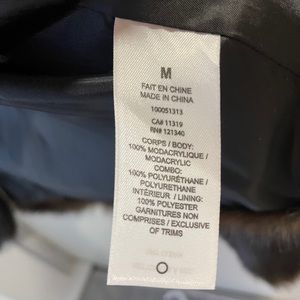 M
FAIT EN CHINE
MADE IN CHINA
100051313
CA# 11319
RN# 121340
CORPS / BODY:
100% MODACRYLIQUE /
MODACRYLIC
COMBO:
100% POLYURÉTHANE /
POLYURETHANE
INTÉRIEUR / LINING:
100% POLYESTER
GARNITURES NON
COMPRISES / EXCLUSIVE
OF TRIMS